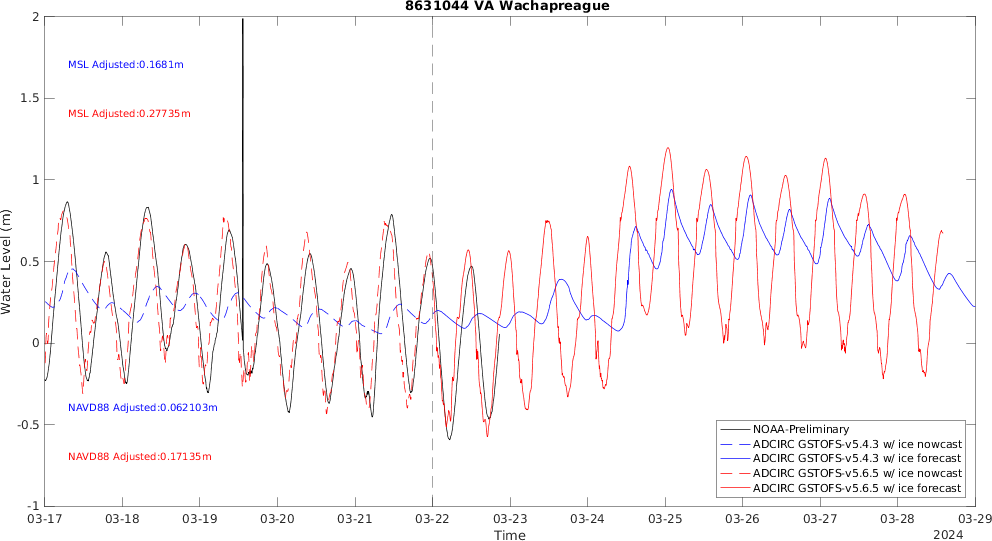 8631044 VA Wachapreague
2
1.5
1
0.5
0
-0.5
-1
Water Level (m)
MSL Adjusted:0.1681m
MSL Adjusted:0.27735m
NAVD88 Adjusted:0.062103m
NAVD88 Adjusted:0.17135m
NOAA-Preliminary
ADCIRC GSTOFS-v5.4.3 w/ ice nowcast
ADCIRC GSTOFS-v5.4.3 w/ ice forecast
ADCIRC GSTOFS-v5.6.5 w/ ice nowcast
ADCIRC GSTOFS-v5.6.5 w/ ice forecast
03-17 03-18 03-19 03-20 03-21 03-22 03-23 03-24 03-25 03-26 03-27 03-28 03-29
Time
2024